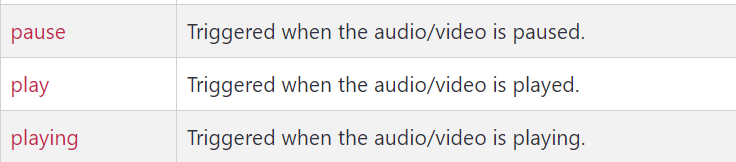 pause Triggered when the audio/video is paused.
play Triggered when the audio/video is played.
playing Triggered when the audio/video is playing.